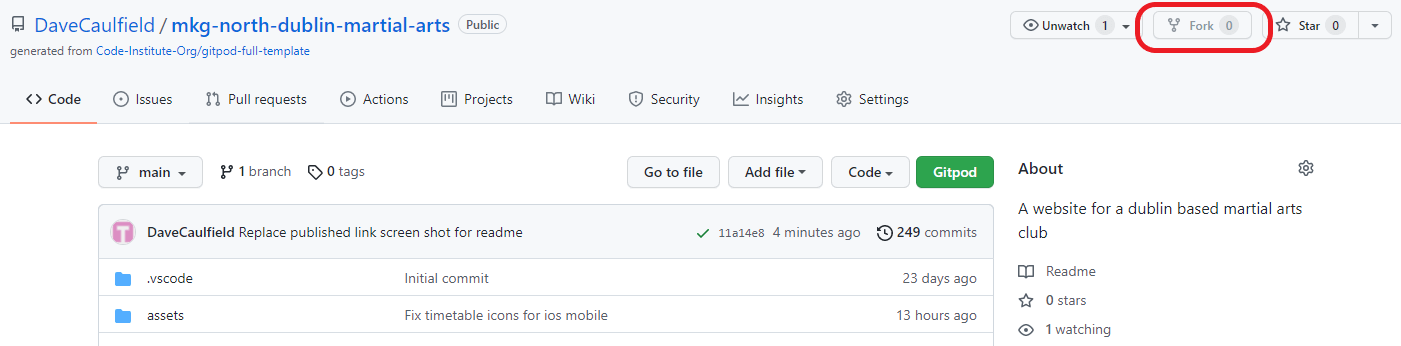 DaveCaulfield / mkg-north-dublin-martial-arts Public Unwatch 1 Fork 0 Star 0
generated from Code-Institute-Org/gitpod-full-template
Code Issues Pull requests Actions Projects Wiki Security Insights Settings
main 1 branch 0 tags Go to file Add file Code Gitpod
About
A website for a dublin based martial arts
club
DaveCaulfield Replace published link screen shot for readme 11a14e8 4 minutes ago 249 commits
.vscode Initial commit 23 days ago
assets Fix timetable icons for ios mobile 13 hours ago
Readme
0 stars
1 watching